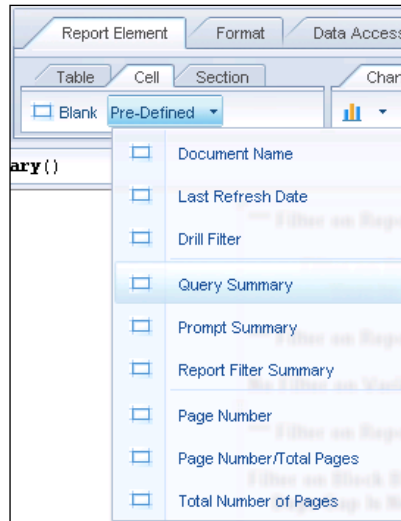 Report Element Format Data Access
Table Cell Section Char
Blank Pre-Defined
ary()
Document Name
Last Refresh Date
Drill Filter
Query Summary
Prompt Summary
Report Filter Summary
Page Number
Page Number/Total Pages
Total Number of Pages